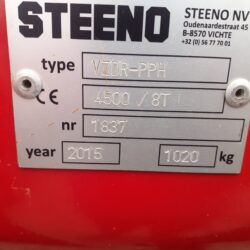 STEENO
STEENO NV
Oudenaardestraat 45
B-8570 VICHTE
+32 (0) 56 77 70 01
type VZDR-PPH
CE 4500 / 8T
nr 1837
year 2015 1020 kg